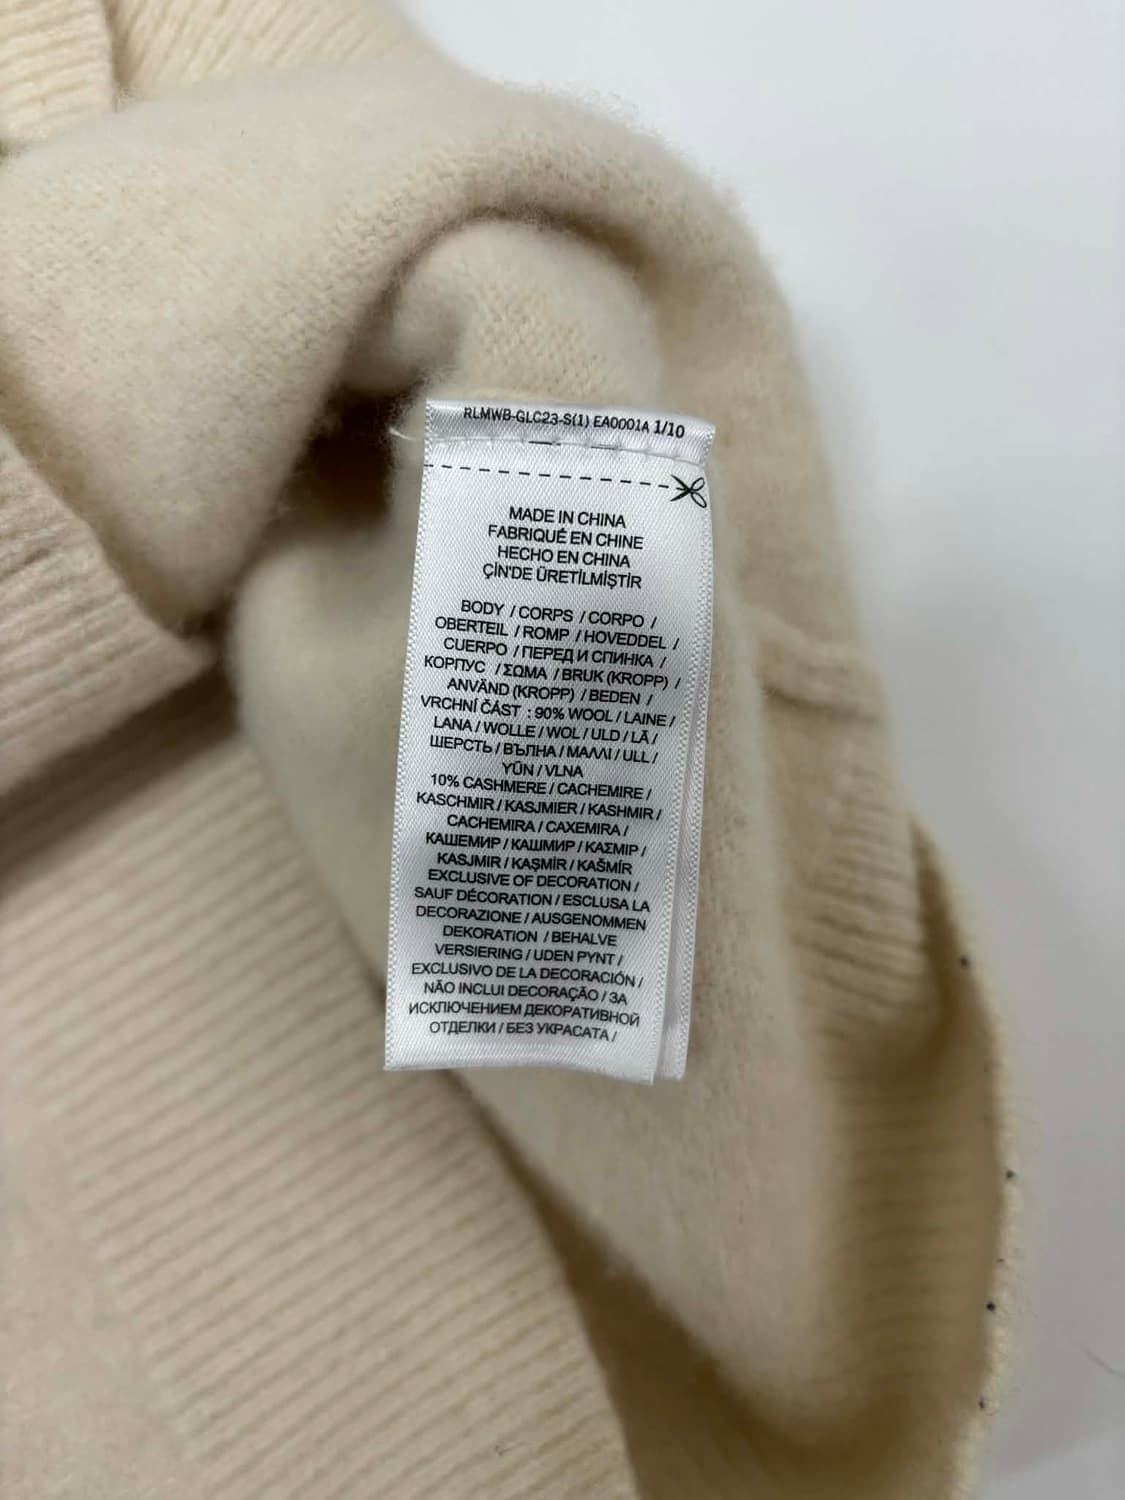 RLMWB-GLC23-S(1) EA0001A 1/10
MADE IN CHINA
FABRIQUÉ EN CHINE
HECHO EN CHINA
ÇİN'DE ÜRETİLMİŞTİR
BODY / CORPS / CORPO /
OBERTEIL / ROMP / HOVEDDEL /
CUERPO / ПЕРЕД И СПИНКА /
КОРПУС / ΣΩΜΑ / BRUK (KROPP) /
ANVÄND (KROPP) / BEDEN /
VRCHNÍ ČÁST : 90% WOOL / LAINE /
LANA / WOLLE / WOL / ULD / LÃ /
ШЕРСТЬ / ВЪЛНА / ΜΑΛΛΙ / ULL /
YÜN / VLNA
10% CASHMERE / CACHEMIRE /
KASCHMIR / KASJMIER / KASHMIR /
CACHEMIRA / CAXEMIRA /
КАШЕМИР / КАШМИР / ΚΑΣΜΙΡ /
KASJMIR / KAŞMİR / KAŠMÍR
EXCLUSIVE OF DECORATION /
SAUF DÉCORATION / ESCLUSA LA
DECORAZIONE / AUSGENOMMEN
DEKORATION / BEHALVE
VERSIERING / UDEN PYNT /
EXCLUSIVO DE LA DECORACIÓN /
NÃO INCLUI DECORAÇÃO / ЗА
ИСКЛЮЧЕНИЕМ ДЕКОРАТИВНОЙ
ОТДЕЛКИ / БЕЗ УКРАСАТА /